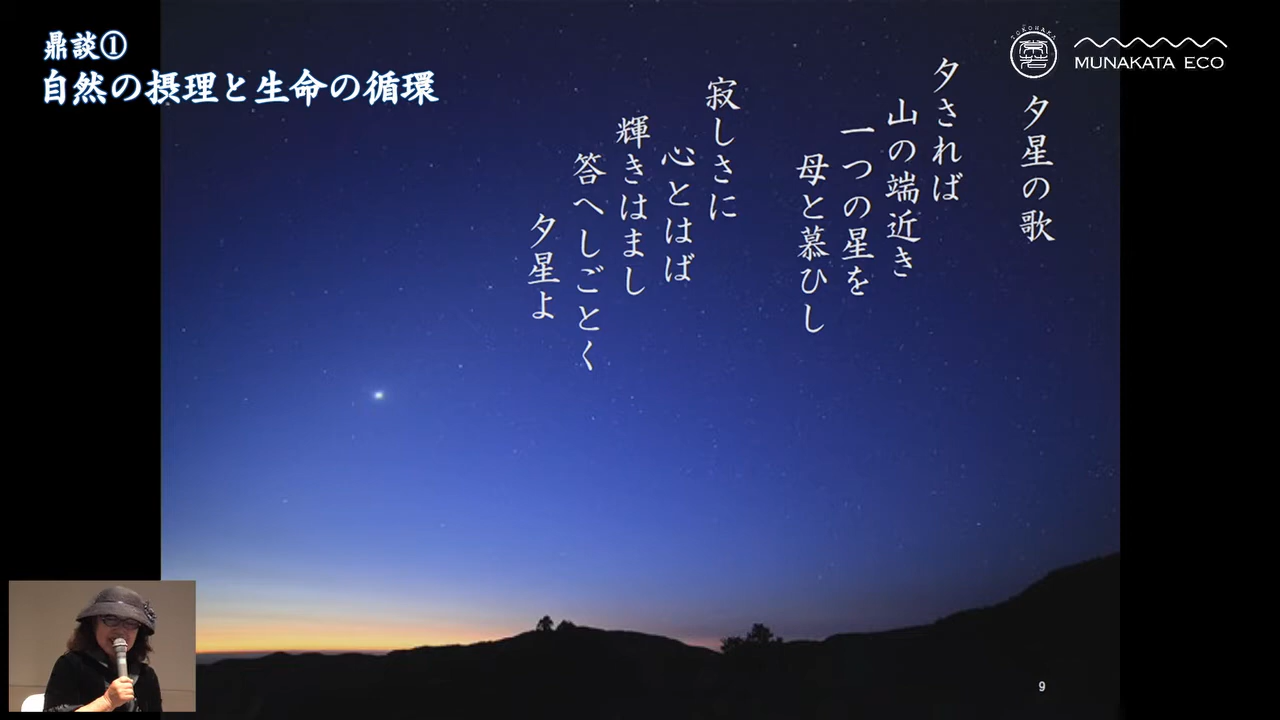 鼎談①
自然の摂理と生命の循環
TOKOHARA
MUNAKATA ECO
夕星の歌
夕されば
山の端近き
一つの星を
母と慕ひし
寂しさに
心とはば
輝きはまし
答へしごとく
夕星よ
9